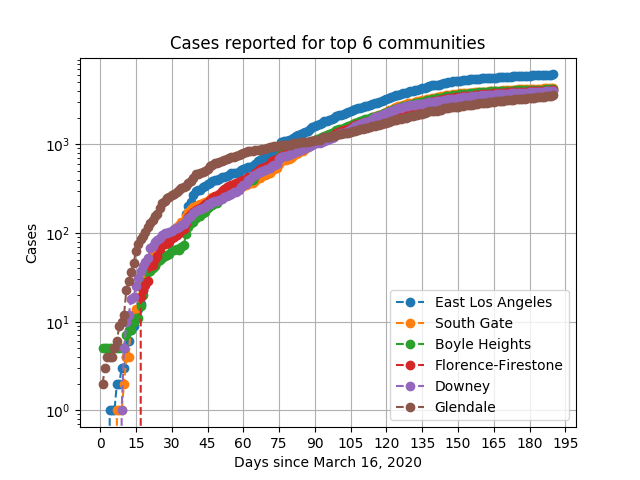 Cases reported for top 6 communities
Cases
10³
10²
10¹
10⁰
East Los Angeles
South Gate
Boyle Heights
Florence-Firestone
Downey
Glendale
0 15 30 45 60 75 90 105 120 135 150 165 180 195
Days since March 16, 2020